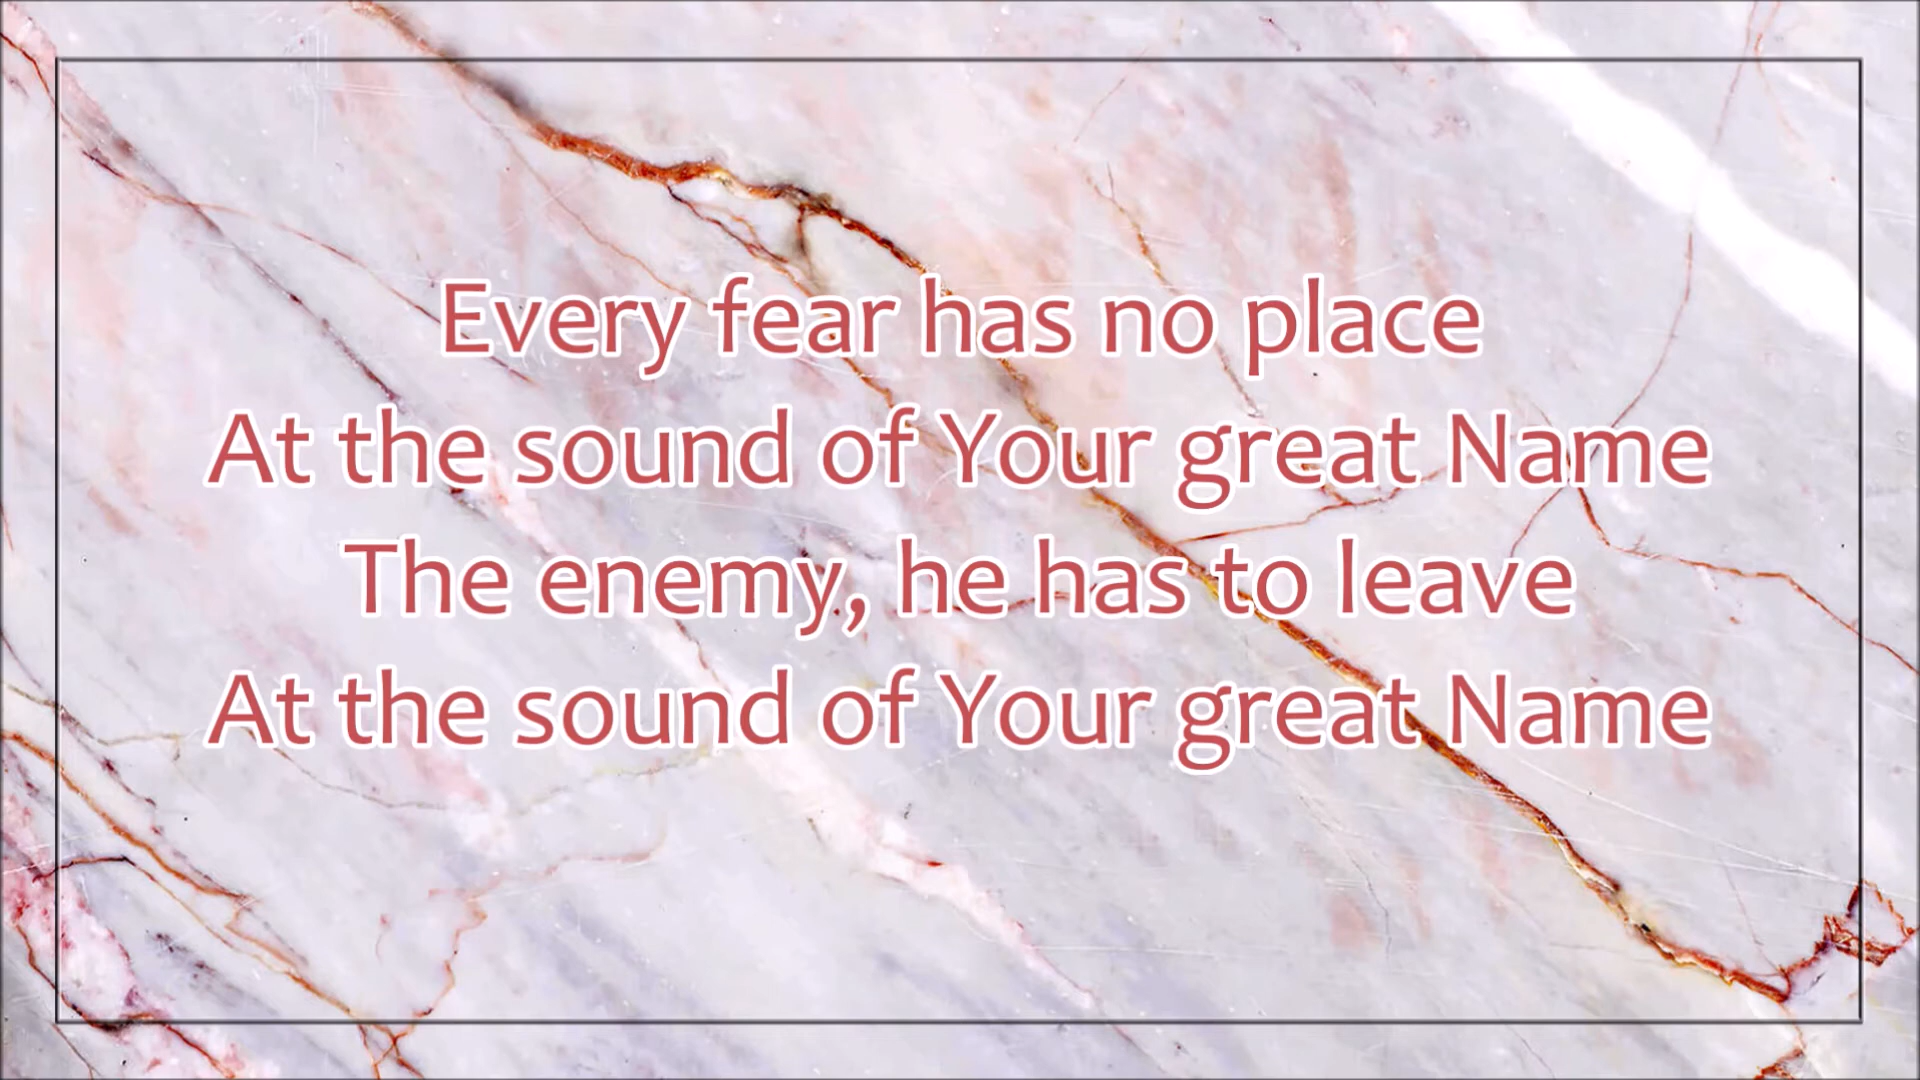 Every fear has no place
At the sound of Your great Name
The enemy, he has to leave
At the sound of Your great Name